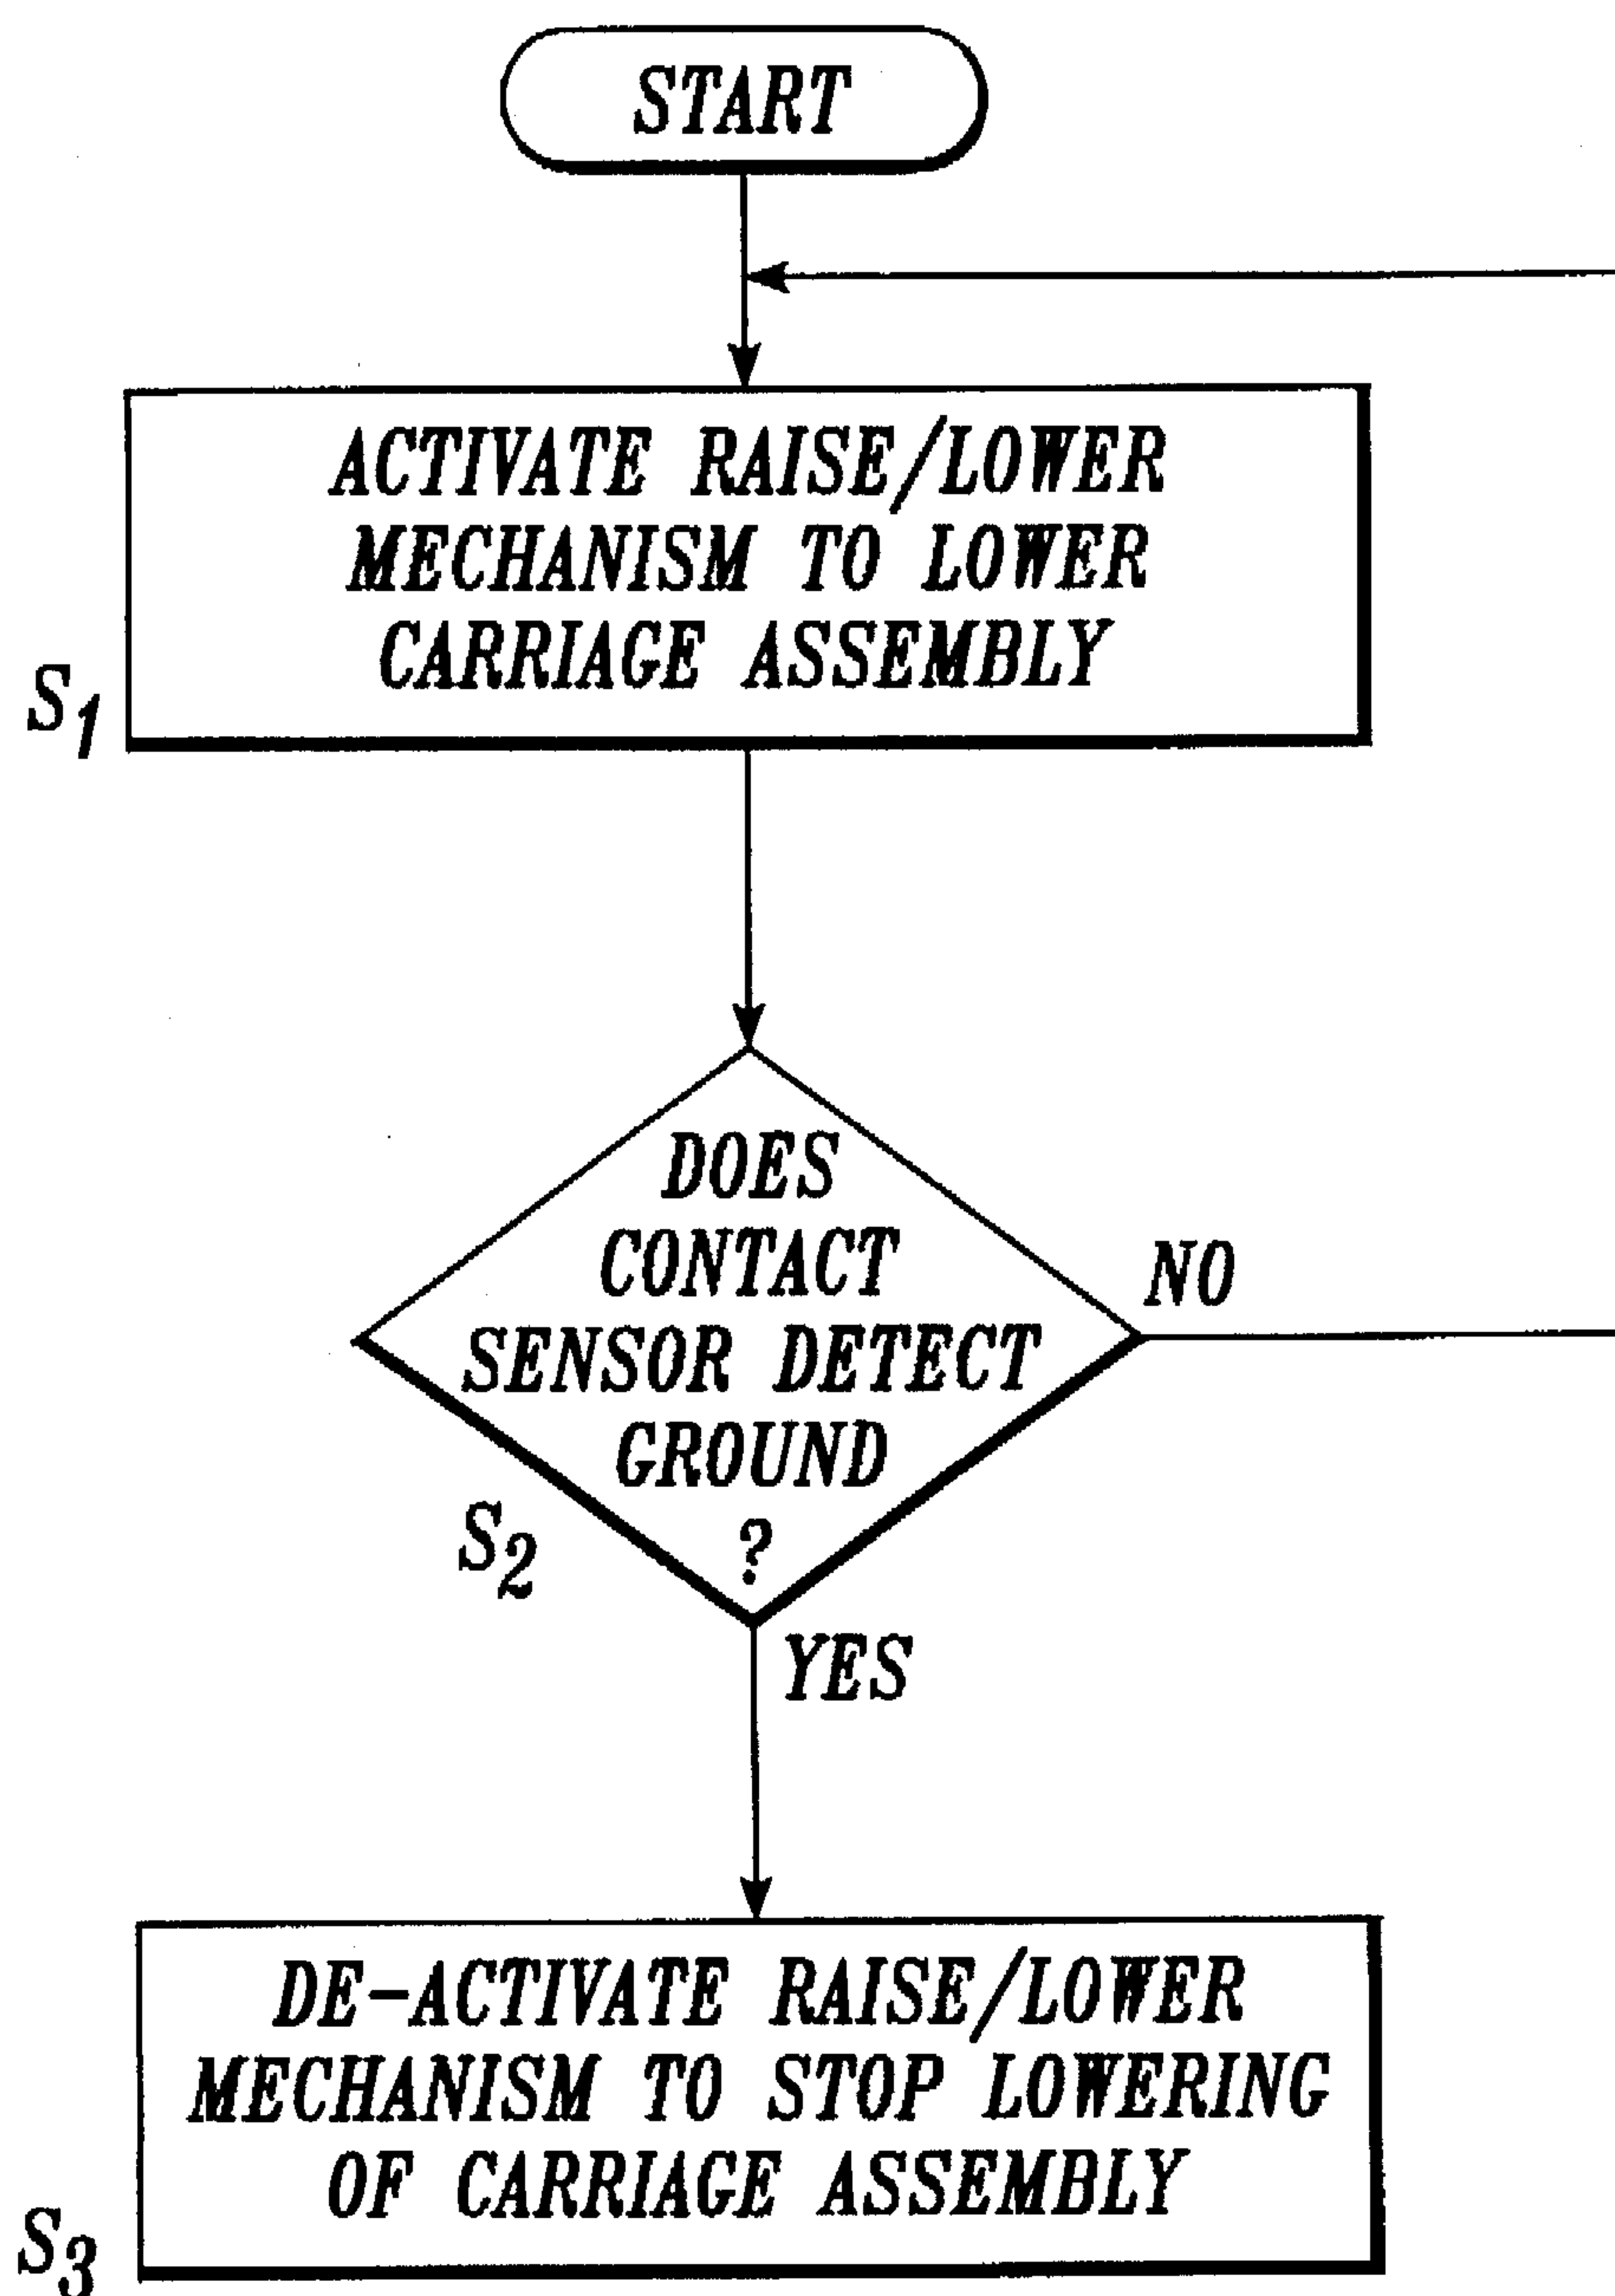 START
ACTIVATE RAISE/LOWER
MECHANISM TO LOWER
CARRIAGE ASSEMBLY
S1
DOES
CONTACT
SENSOR DETECT
GROUND
?
NO
S2
YES
DE-ACTIVATE RAISE/LOWER
MECHANISM TO STOP LOWERING
OF CARRIAGE ASSEMBLY
S3